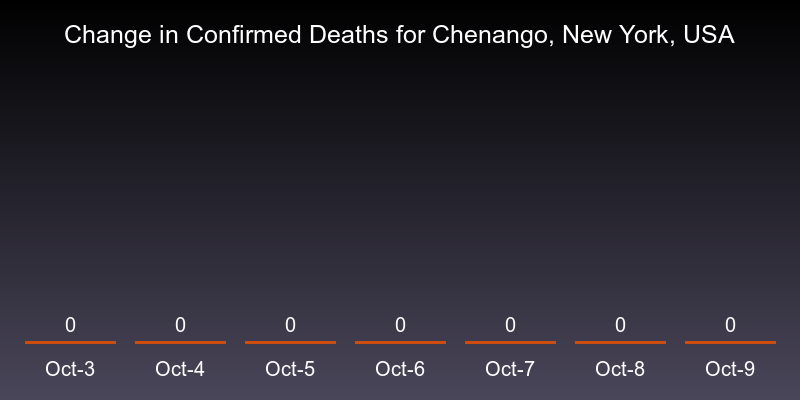 Change in Confirmed Deaths for Chenango, New York, USA
0 0 0 0 0 0 0
Oct-3 Oct-4 Oct-5 Oct-6 Oct-7 Oct-8 Oct-9